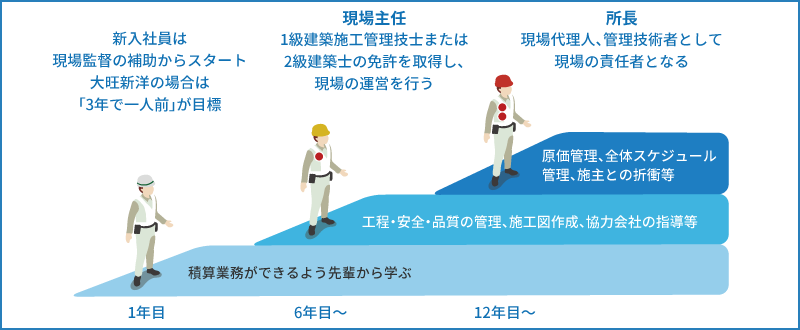 新入社員は
現場監督の補助からスタート
大旺新洋の場合は
「3年で一人前」が目標
現場主任
1級建築施工管理技士または
2級建築士の免許を取得し、
現場の運営を行う
所長
現場代理人、管理技術者として
現場の責任者となる
原価管理、全体スケジュール
管理、施主との折衝等
工程・安全・品質の管理、施工図作成、協力会社の指導等
積算業務ができるよう先輩から学ぶ
1年目
6年目〜
12年目〜